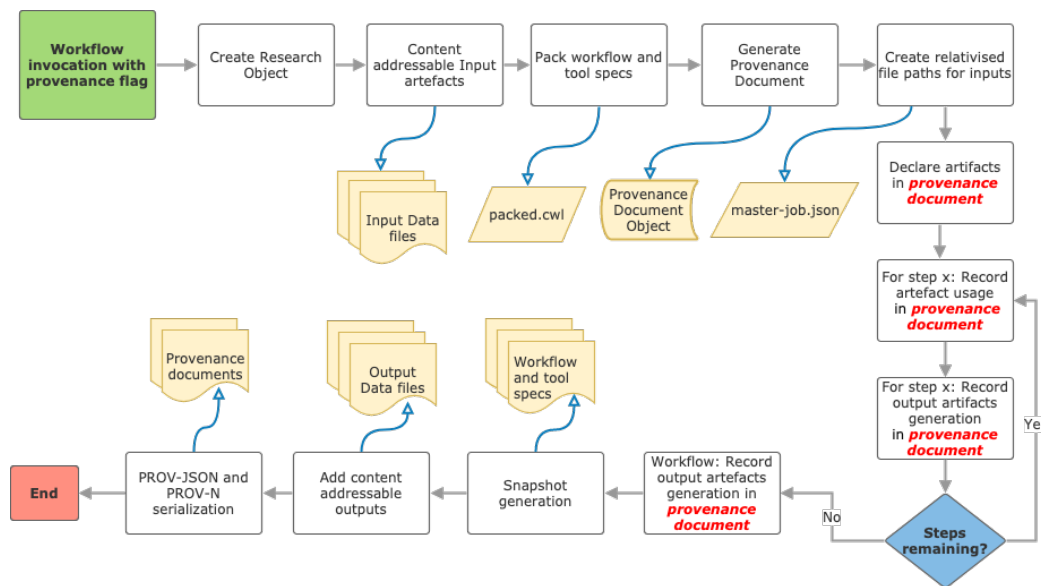 Workflow
invocation with
provenance flag
Create Research
Object
Content
addressable Input
artefacts
Pack workflow and
tool specs
Generate
Provenance
Document
Create relativised
file paths for inputs
Input Data
files
packed.cwl
Provenance
Document
Object
master-job.json
Declare artifacts
in provenance
document
For step x: Record
artefact usage
in provenance
document
For step x: Record
output artifacts
generation
in provenance
document
Yes
Steps
remaining?
No
Workflow: Record
output artefacts
generation in
provenance
document
Snapshot
generation
Workflow
and tool
specs
Add content
addressable
outputs
Output
Data files
PROV-JSON and
PROV-N
serialization
Provenance
documents
End